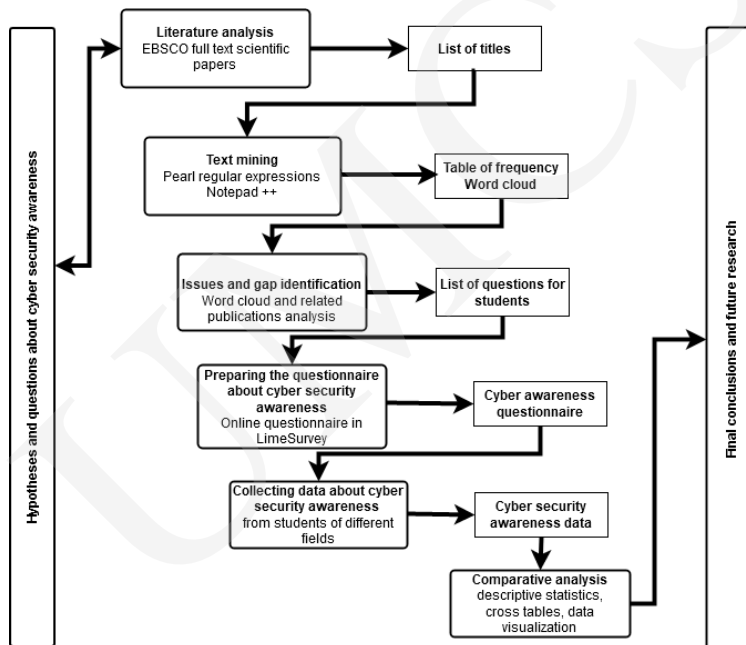 Hypotheses and questions about cyber security awareness
Literature analysis
EBSCO full text scientific
papers
List of titles
Text mining
Pearl regular expressions
Notepad ++
Table of frequency
Word cloud
Issues and gap identification
Word cloud and related
publications analysis
List of questions for
students
Preparing the questionnaire
about cyber security
awareness
Online questionnaire in
LimeSurvey
Cyber awareness
questionnaire
Collecting data about cyber
security awareness
from students of different
fields
Cyber security
awareness data
Comparative analysis
descriptive statistics,
cross tables, data
visualization
Final conclusions and future research
UMCS